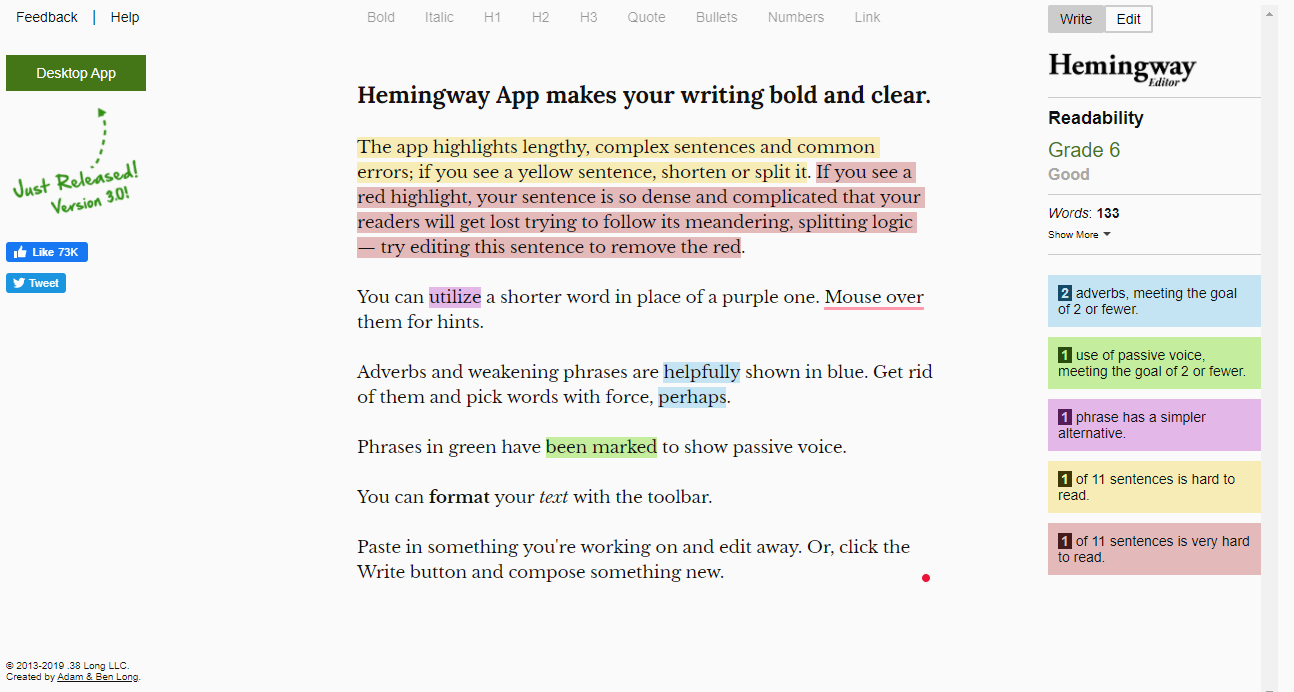 Feedback | Help
Bold Italic H1 H2 H3 Quote Bullets Numbers Link
Write Edit
Desktop App
Just Released!
Version 3.0!
Like 73K
Tweet
Hemingway App makes your writing bold and clear.
The app highlights lengthy, complex sentences and common
errors; if you see a yellow sentence, shorten or split it. If you see a
red highlight, your sentence is so dense and complicated that your
readers will get lost trying to follow its meandering, splitting logic
— try editing this sentence to remove the red.
You can utilize a shorter word in place of a purple one. Mouse over
them for hints.
Adverbs and weakening phrases are helpfully shown in blue. Get rid
of them and pick words with force, perhaps.
Phrases in green have been marked to show passive voice.
You can format your text with the toolbar.
Paste in something you're working on and edit away. Or, click the
Write button and compose something new.
Hemingway
Editor
Readability
Grade 6
Good
Words: 133
Show More
2 adverbs, meeting the goal
of 2 or fewer.
1 use of passive voice,
meeting the goal of 2 or fewer.
1 phrase has a simpler
alternative.
1 of 11 sentences is hard to
read.
1 of 11 sentences is very hard
to read.
© 2013-2019 .38 Long LLC.
Created by Adam & Ben Long.